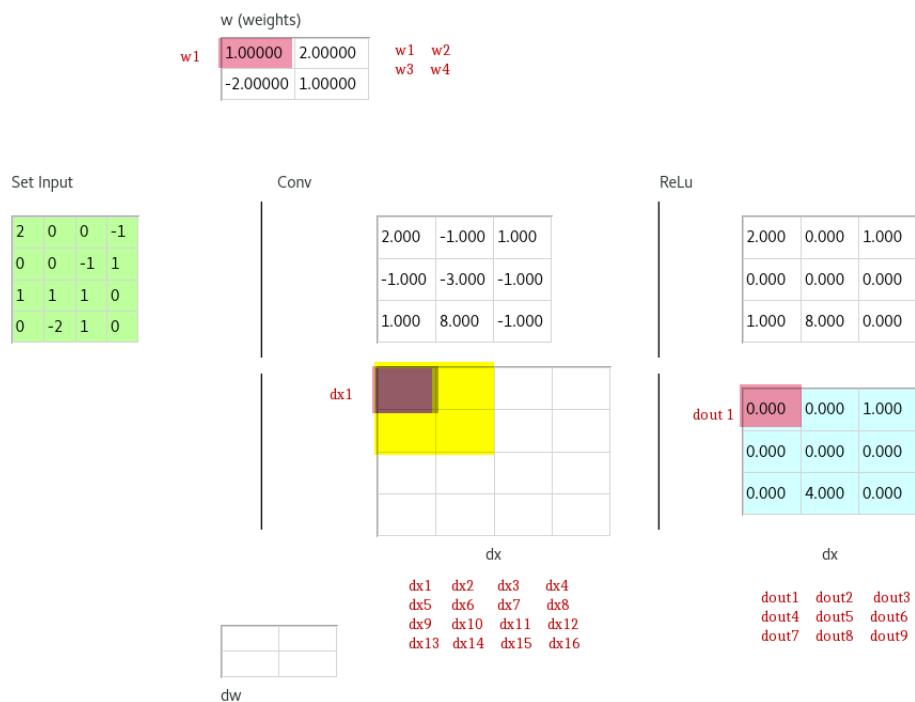 w (weights)
w1 1.00000 2.00000 w1 w2
-2.00000 1.00000 w3 w4
Set Input Conv ReLu
2 0 0 -1
0 0 -1 1
1 1 1 0
0 -2 1 0
2.000 -1.000 1.000
-1.000 -3.000 -1.000
1.000 8.000 -1.000
2.000 0.000 1.000
0.000 0.000 0.000
1.000 8.000 0.000
dx1
dout 1 0.000 0.000 1.000
0.000 0.000 0.000
0.000 4.000 0.000
dx dx
dx1 dx2 dx3 dx4
dx5 dx6 dx7 dx8
dx9 dx10 dx11 dx12
dx13 dx14 dx15 dx16
dout1 dout2 dout3
dout4 dout5 dout6
dout7 dout8 dout9
dw